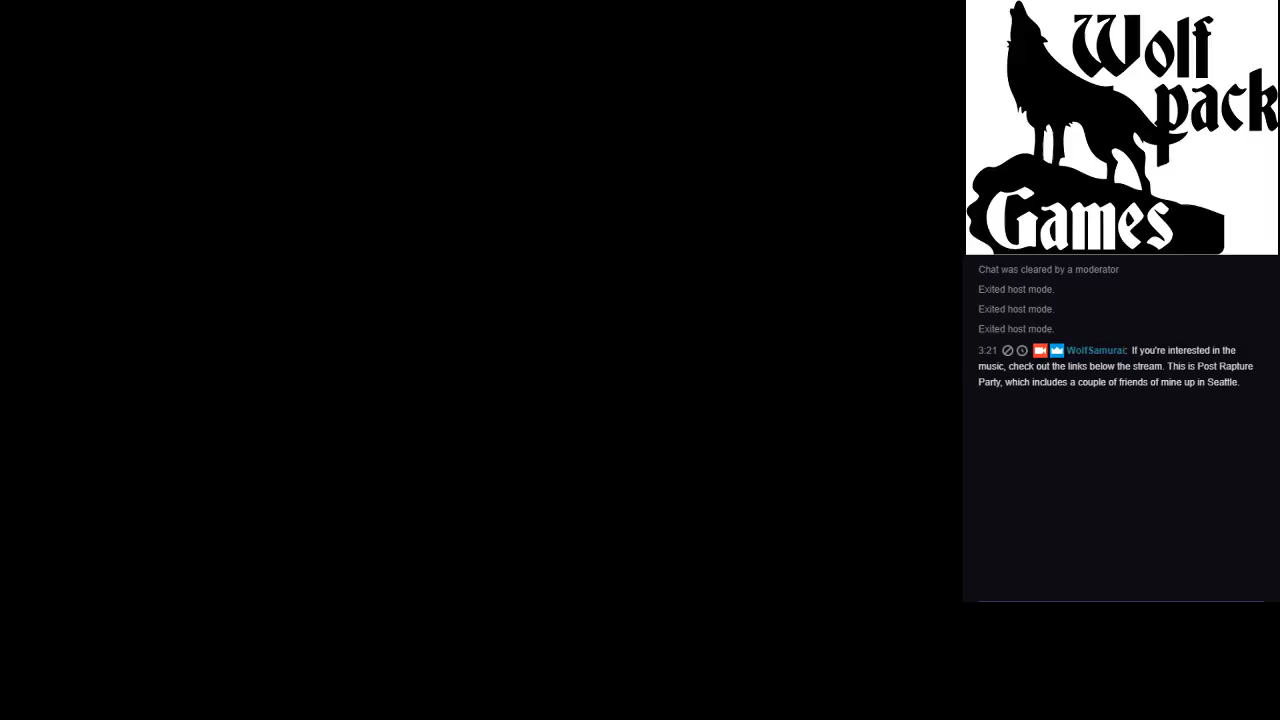 Wolf
pack
Games
Chat was cleared by a moderator
Exited host mode.
Exited host mode.
Exited host mode.
3:21 WolfSamurai: If you're interested in the
music, check out the links below the stream. This is Post Rapture
Party, which includes a couple of friends of mine up in Seattle.